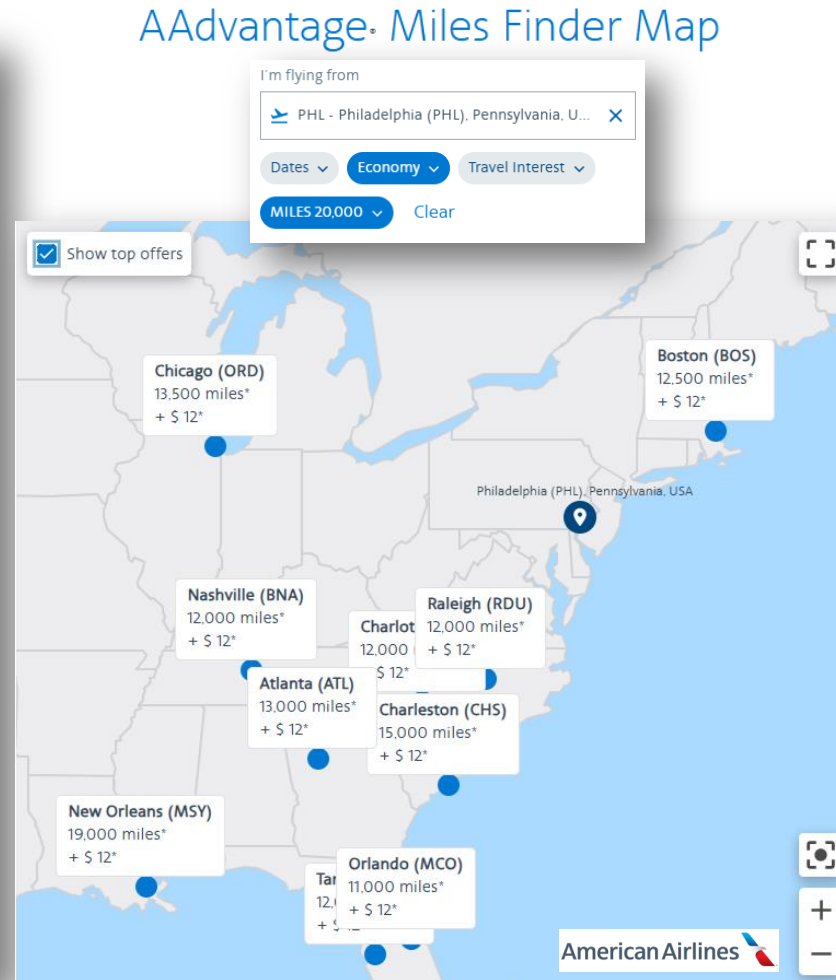 AAdvantage® Miles Finder Map
I'm flying from
PHL - Philadelphia (PHL), Pennsylvania, U...
Dates
Economy
Travel Interest
MILES 20,000
Clear
Show top offers
Chicago (ORD)
13,500 miles*
+ $ 12*
Boston (BOS)
12,500 miles*
+ $ 12*
Philadelphia (PHL), Pennsylvania, USA
Nashville (BNA)
12,000 miles*
+ $ 12*
Charlot
12,000
$ 12*
Raleigh (RDU)
12,000 miles*
+ $ 12*
Atlanta (ATL)
13,000 miles*
+ $ 12*
Charleston (CHS)
15,000 miles*
+ $ 12*
New Orleans (MSY)
19,000 miles*
+ $ 12*
Orlando (MCO)
11,000 miles*
+ $ 12*
American Airlines